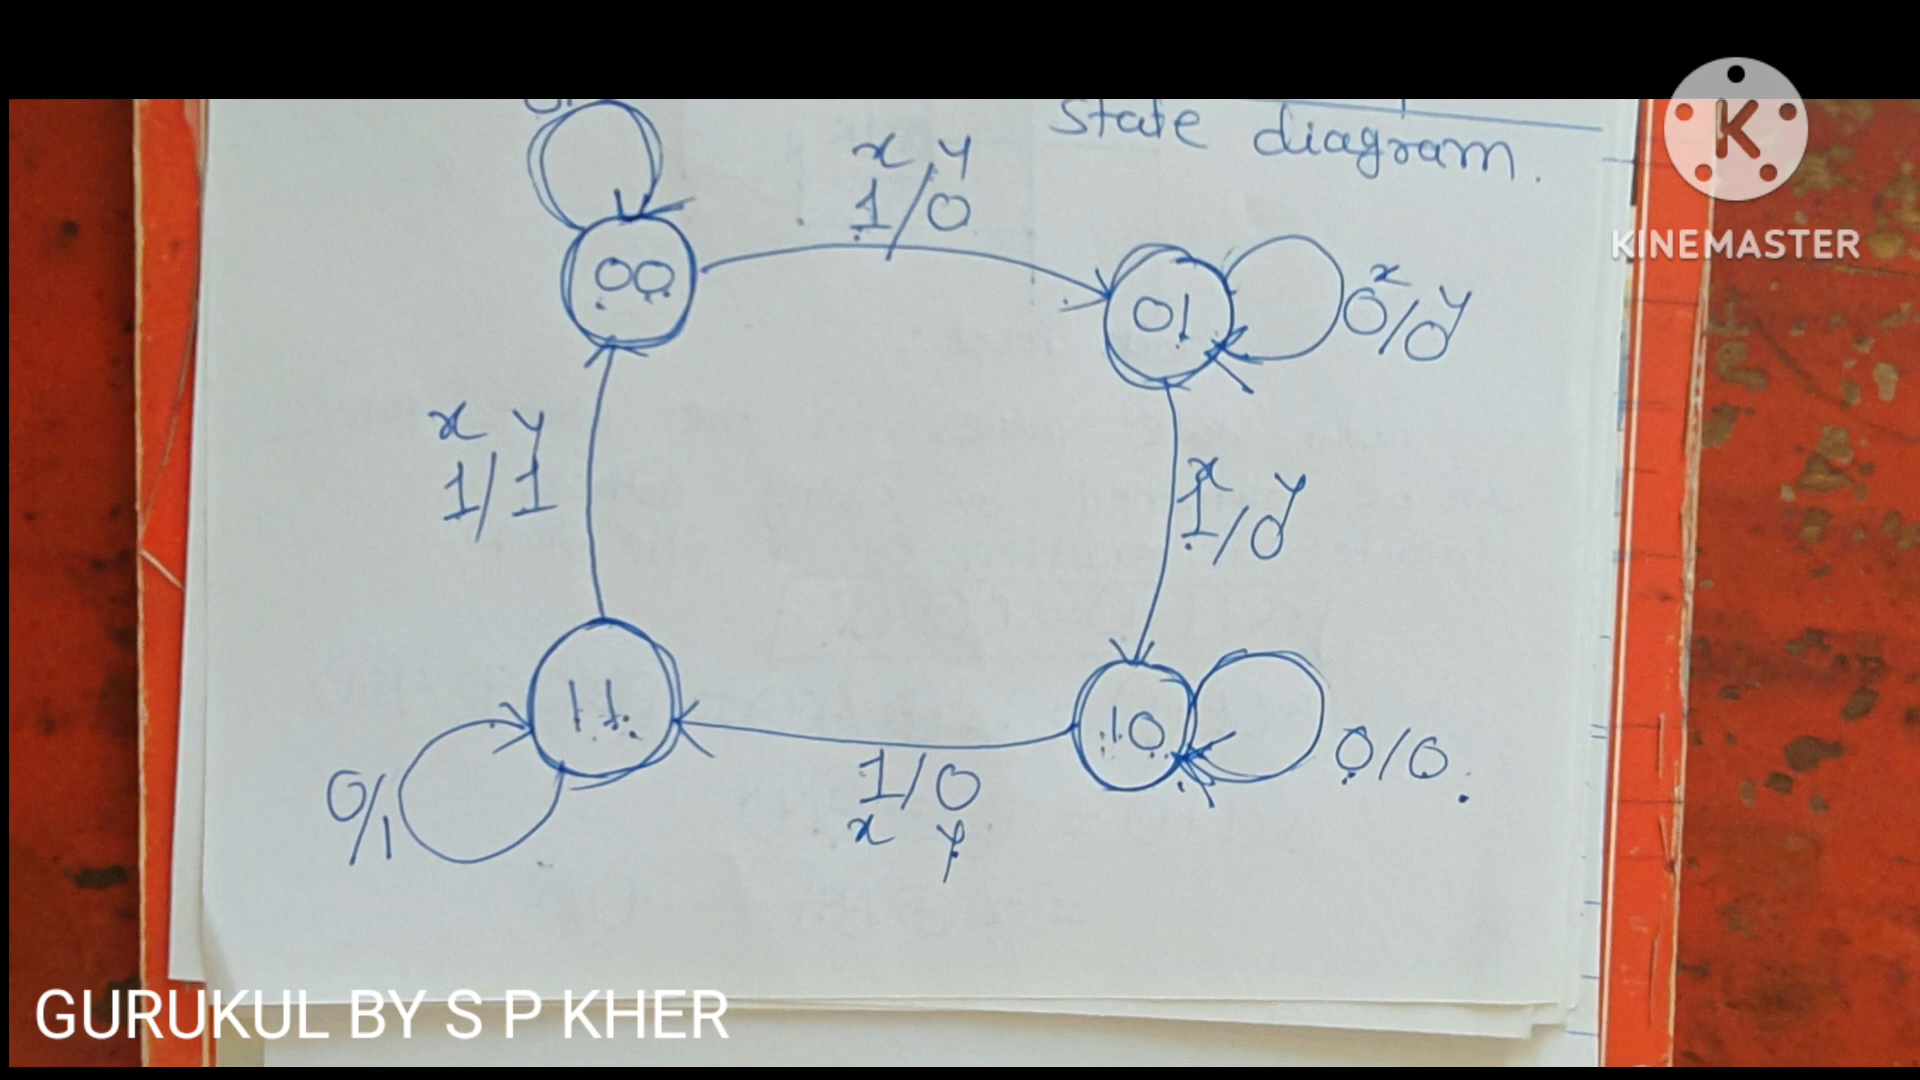 State diagram.
x, y
1/0
00
01
x y
0/0
x y
1/1
x y
1/0
11
10
0/0.
0/1
1/0
x y
KINEMASTER
GURUKUL BY S P KHER